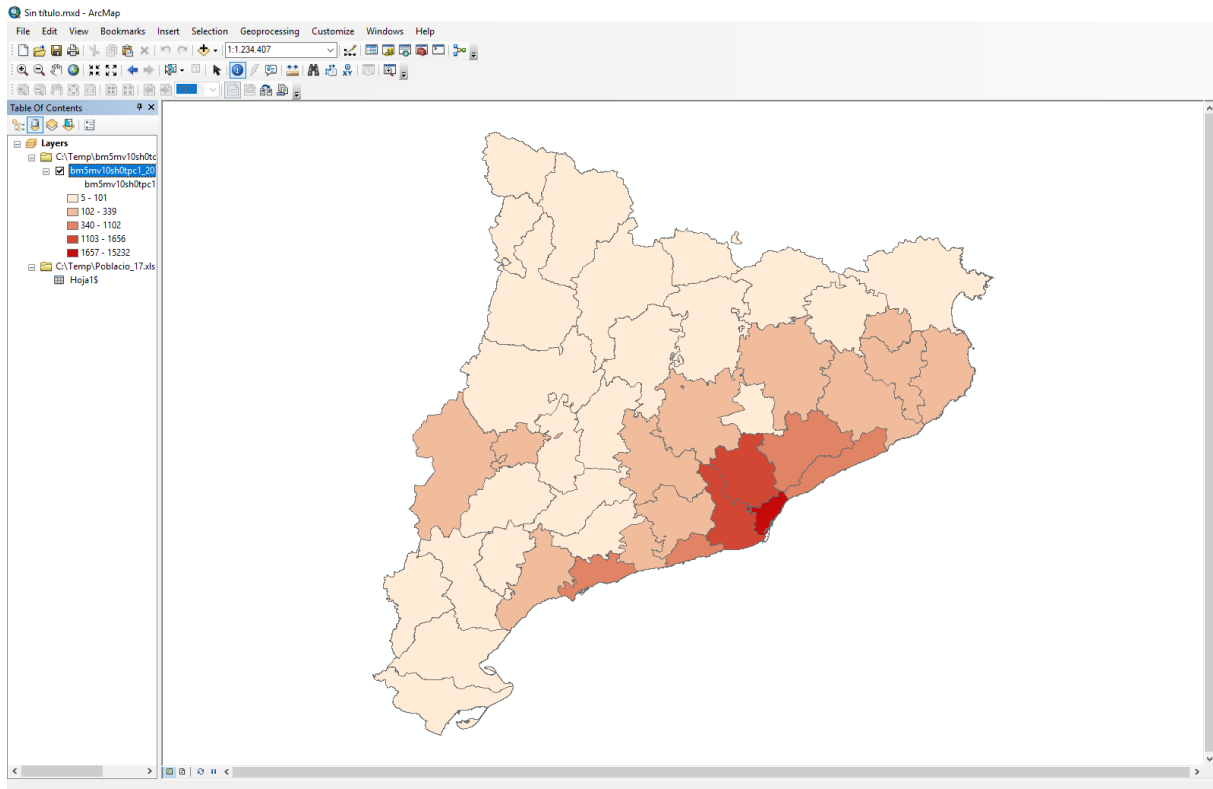 Sin título.mxd - ArcMap
File Edit View Bookmarks Insert Selection Geoprocessing Customize Windows Help
1:1.234.407
Table Of Contents
Layers
C:\Temp\bm5mv10sh0tc
bm5mv10sh0tpc1_20
bm5mv10sh0tpc1
5 - 101
102 - 339
340 - 1102
1103 - 1656
1657 - 15232
C:\Temp\Poblacio_17.xls
Hoja1$